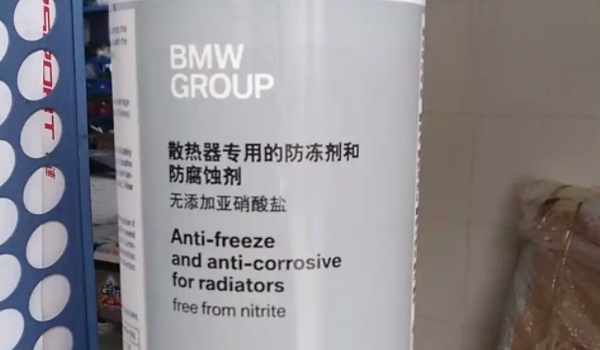 BMW
GROUP
散热器专用的防冻剂和
防腐蚀剂
无添加亚硝酸盐
Anti-freeze
and anti-corrosive
for radiators
free from nitrite